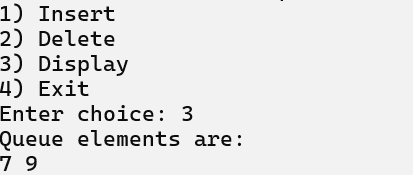 1) Insert
2) Delete
3) Display
4) Exit
Enter choice: 3
Queue elements are:
7 9